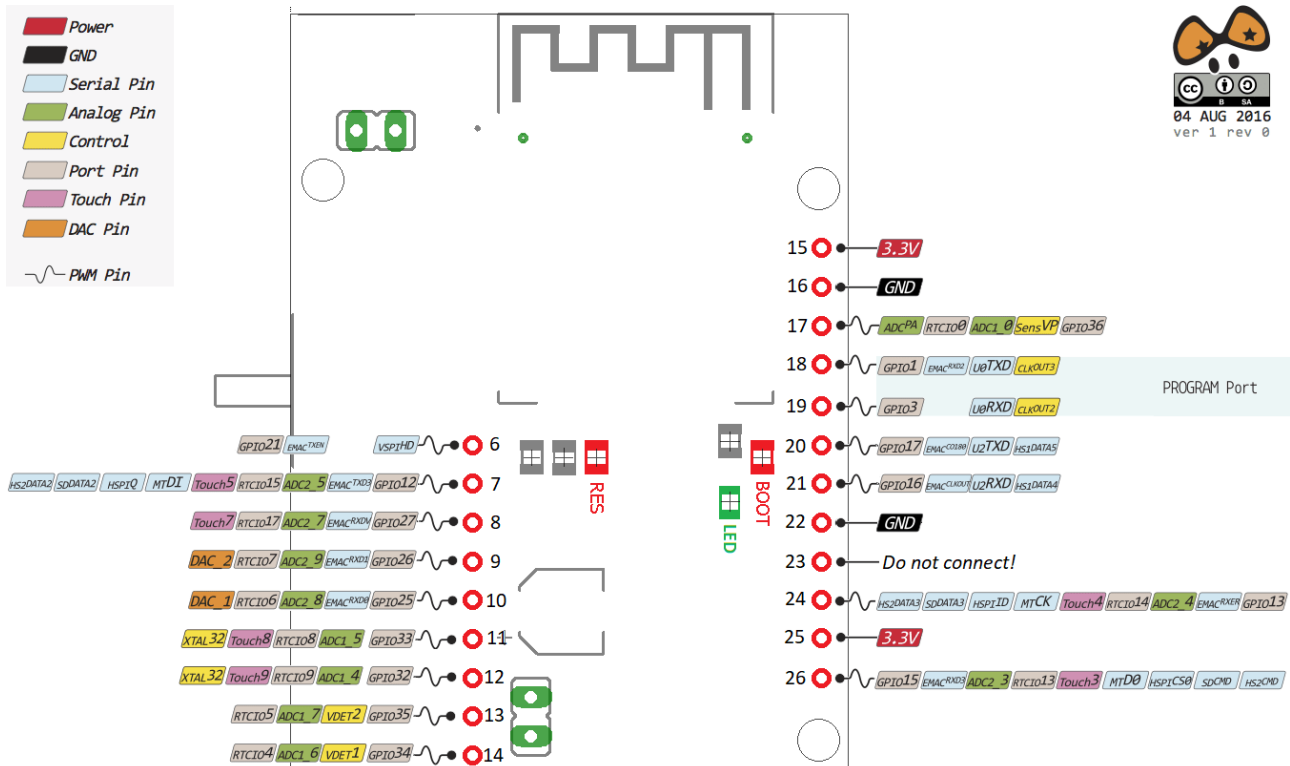 Power
GND
Serial Pin
Analog Pin
Control
Port Pin
Touch Pin
DAC Pin
PWM Pin
cc BY SA
04 AUG 2016
ver 1 rev 0
15 3.3V
16 GND
17 ADCPA RTCIO0 ADC1_0 SensVP GPIO36
18 GPIO1 EMACRXD2 U0TXD CLKOUT3
PROGRAM Port
19 GPIO3 U0RXD CLKOUT2
GPIO21 EMACTXEN VSPIHD 6
20 GPIO17 EMACCO180 U2TXD HS1DATA5
HS2DATA2 SDDATA2 HSPIQ MTDI Touch5 RTCIO15 ADC2_5 EMACTXD3 GPIO12 7
21 GPIO16 EMACCLKOUT U2RXD HS1DATA4
RES
BOOT
LED
Touch7 RTCIO17 ADC2_7 EMACRXDV GPIO27 8
22 GND
DAC_2 RTCIO7 ADC2_9 EMACRXD1 GPIO26 9
23 Do not connect!
DAC_1 RTCIO6 ADC2_8 EMACRXD0 GPIO25 10
24 HS2DATA3 SDDATA3 HSPIID MTCK Touch4 RTCIO14 ADC2_4 EMACRXER GPIO13
XTAL32 Touch8 RTCIO8 ADC1_5 GPIO33 11
25 3.3V
XTAL32 Touch9 RTCIO9 ADC1_4 GPIO32 12
26 GPIO15 EMACRXD3 ADC2_3 RTCIO13 Touch3 MTD0 HSPICS0 SDCMD HS2CMD
RTCIO5 ADC1_7 VDET2 GPIO35 13
RTCIO4 ADC1_6 VDET1 GPIO34 14